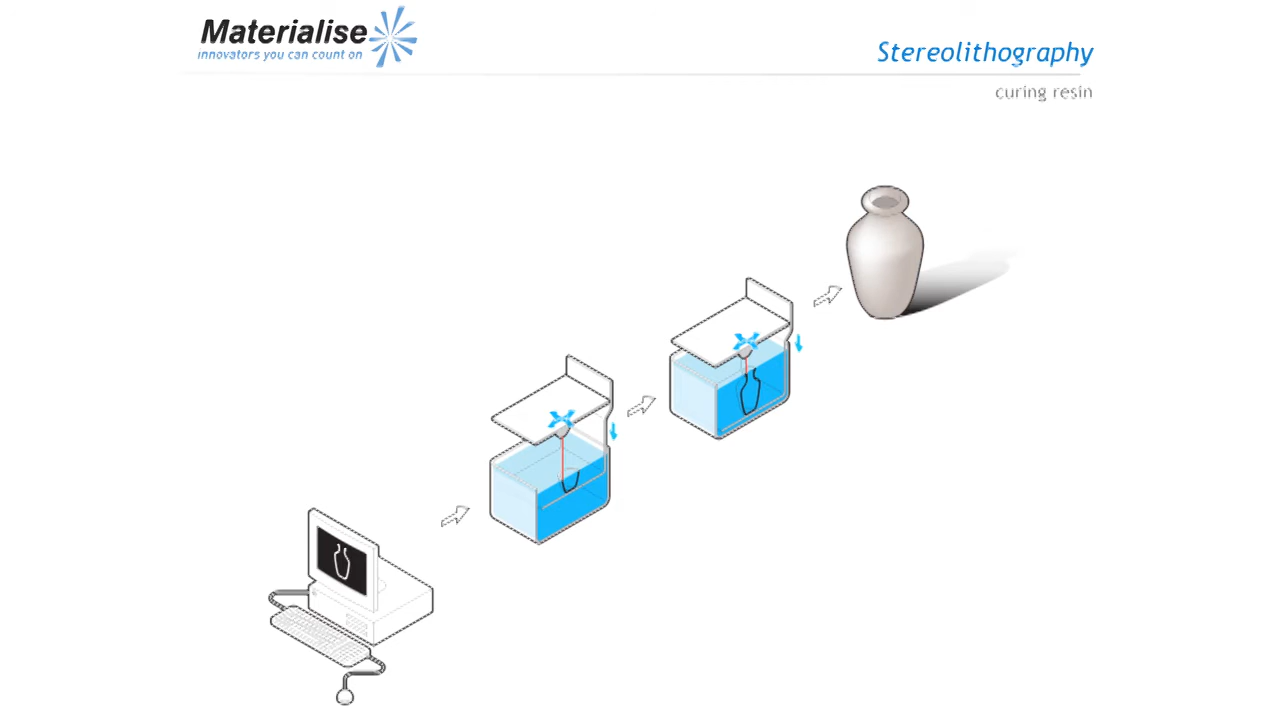 Materialise
innovators you can count on
Stereolithography
curing resin